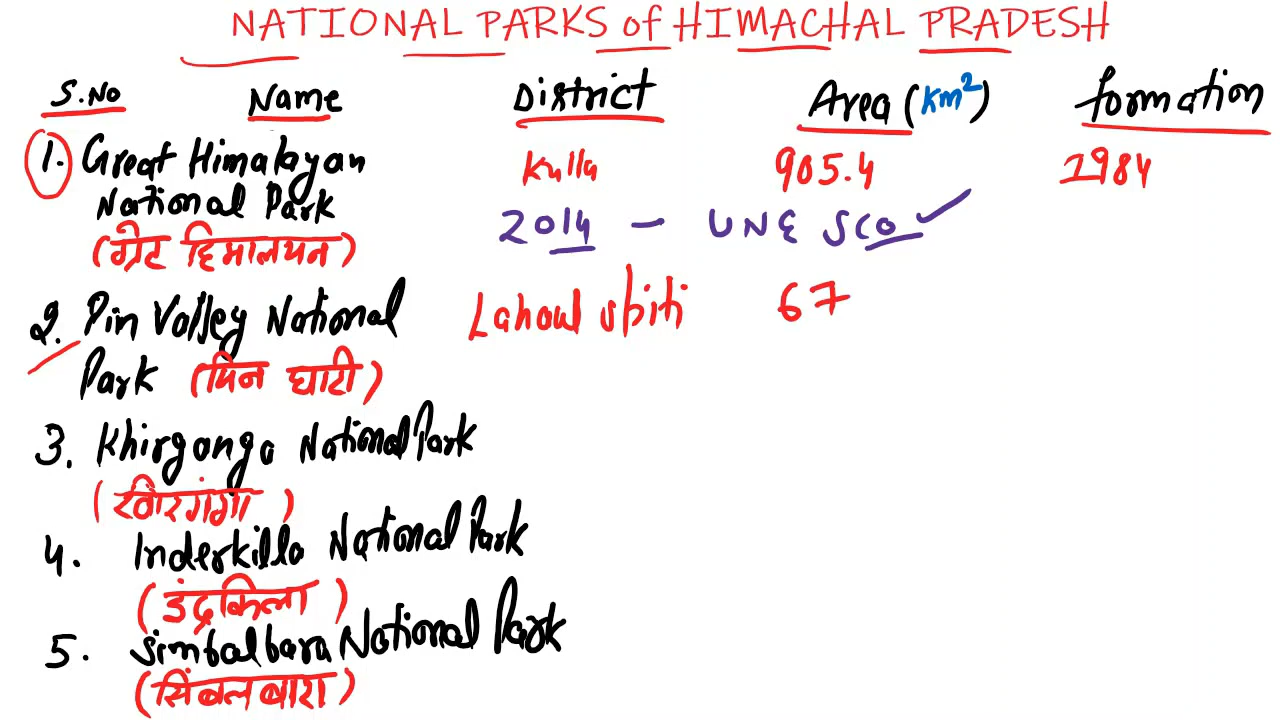 NATIONAL PARKS of HIMACHAL PRADESH
S.No Name District Area (Km²) formation
1. Great Himalayan Kullu 905.4 1984
National Park
2014 - UNESCO ✓
(ग्रेट हिमालयन)
2. Pin Valley National Lahoul spiti 67
Park (पिन घाटी)
3. Khirganga National Park
(खीरगंगा)
4. Inderkilla National Park
(इंद्रकिला)
5. Simbalbara National Park
(सिंबलबारा)